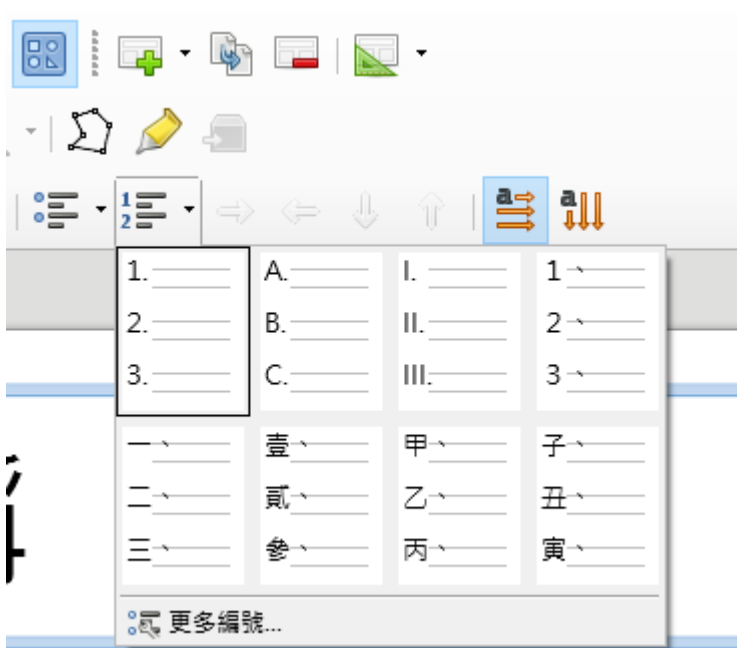 1. A. I. 1、
2. B. II. 2、
3. C. III. 3、
一、 壹、 甲、 子、
二、 貳、 乙、 丑、
三、 參、 丙、 寅、
更多編號...